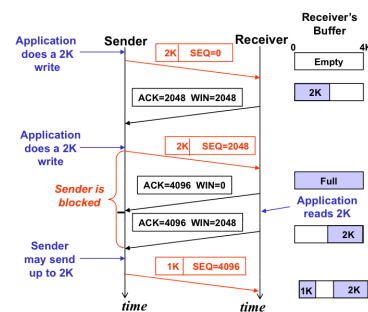 Receiver's
Buffer
Sender
Receiver
0
4K
Application
does a 2K
write
2K SEQ=0
Empty
2K
ACK=2048 WIN=2048
Application
does a 2K
write
2K SEQ=2048
Sender is
blocked
ACK=4096 WIN=0
Full
Application
reads 2K
ACK=4096 WIN=2048
2K
Sender
may send
up to 2K
1K SEQ=4096
1K
2K
time
time